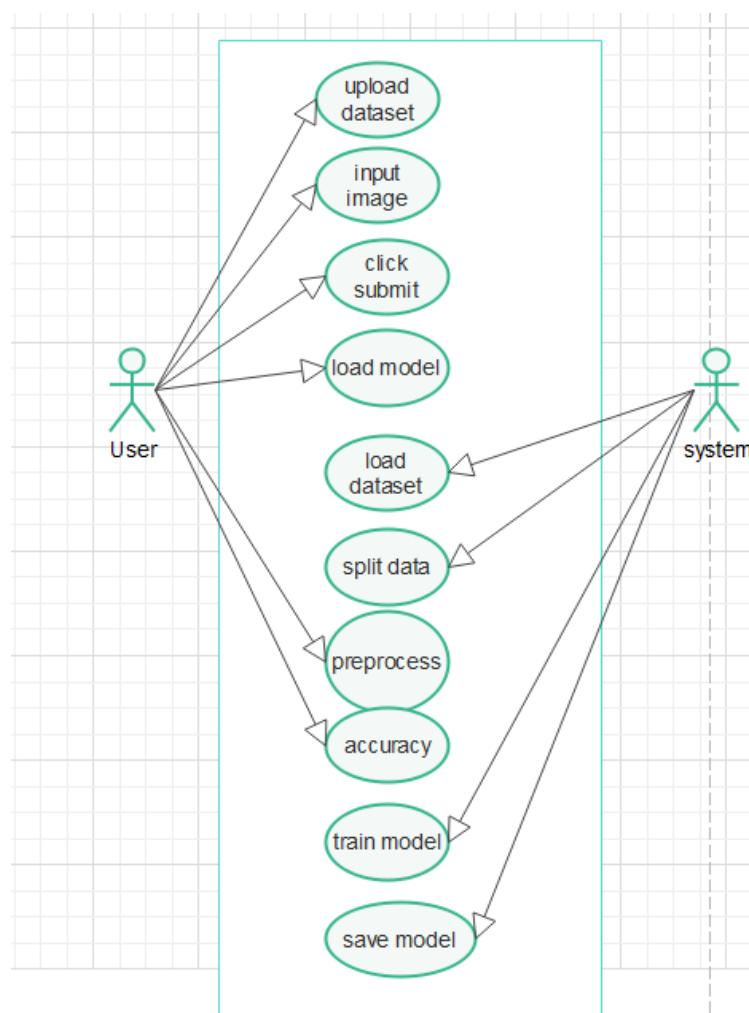 upload
dataset
input
image
click
submit
load model
User
system
load
dataset
split data
preprocess
accuracy
train model
save model